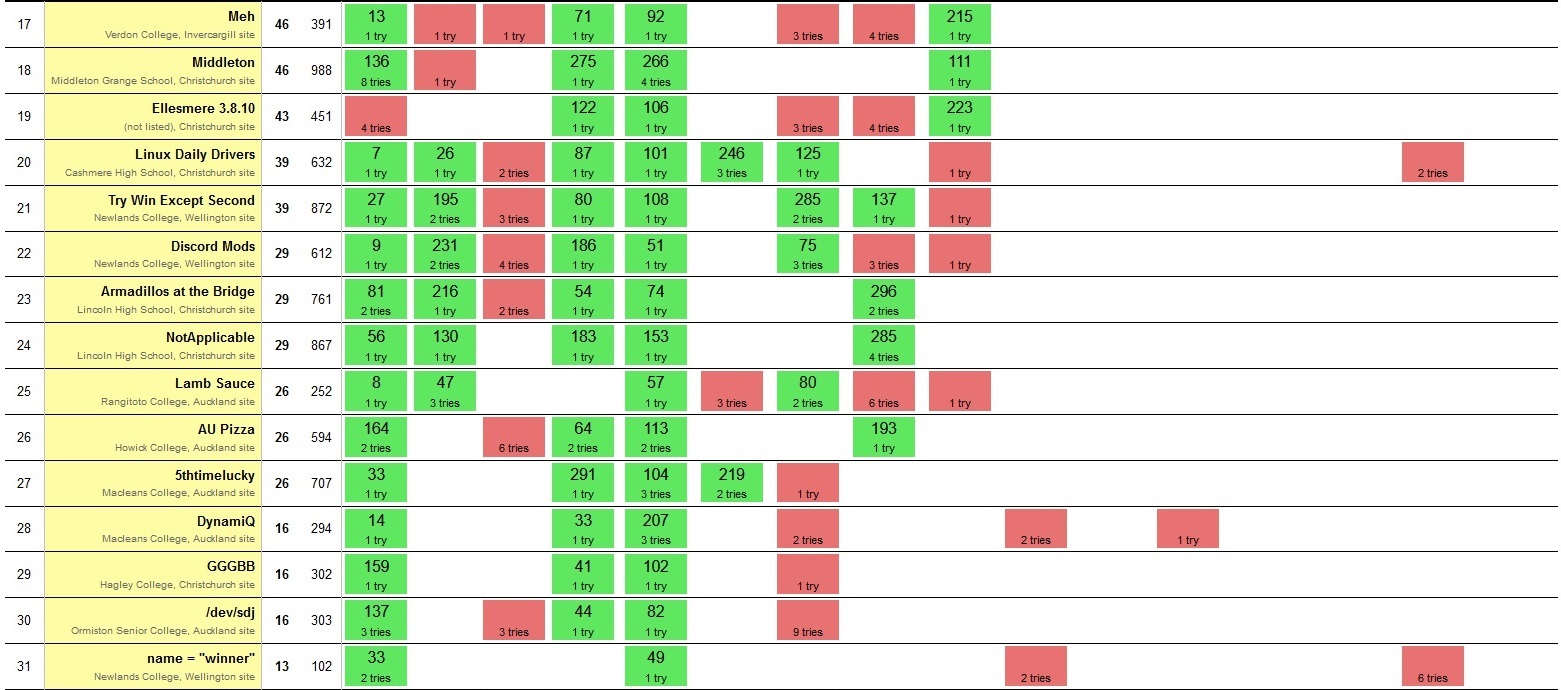 17 Meh 46 391 13 71 92 215
Verdon College, Invercargill site 1 try 1 try 1 try 1 try 1 try 3 tries 4 tries 1 try
18 Middleton 46 988 136 275 266 111
Middleton Grange School, Christchurch site 8 tries 1 try 1 try 4 tries 1 try
19 Ellesmere 3.8.10 43 451 122 106 223
(not listed), Christchurch site 4 tries 1 try 1 try 3 tries 4 tries 1 try
20 Linux Daily Drivers 39 632 7 26 87 101 246 125
Cashmere High School, Christchurch site 1 try 1 try 2 tries 1 try 1 try 3 tries 1 try 1 try 2 tries
21 Try Win Except Second 39 872 27 195 80 108 285 137
Newlands College, Wellington site 1 try 2 tries 3 tries 1 try 1 try 2 tries 1 try 1 try
22 Discord Mods 29 612 9 231 186 51 75
Newlands College, Wellington site 1 try 2 tries 4 tries 1 try 1 try 3 tries 3 tries 1 try
23 Armadillos at the Bridge 29 761 81 216 54 74 296
Lincoln High School, Christchurch site 2 tries 1 try 2 tries 1 try 1 try 2 tries
24 NotApplicable 29 867 56 130 183 153 285
Lincoln High School, Christchurch site 1 try 1 try 1 try 1 try 4 tries
25 Lamb Sauce 26 252 8 47 57 80
Rangitoto College, Auckland site 1 try 3 tries 1 try 3 tries 2 tries 6 tries 1 try
26 AU Pizza 26 594 164 64 113 193
Howick College, Auckland site 2 tries 6 tries 2 tries 2 tries 1 try
27 5thtimelucky 26 707 33 291 104 219
Macleans College, Auckland site 1 try 1 try 3 tries 2 tries 1 try
28 DynamiQ 16 294 14 33 207
Macleans College, Auckland site 1 try 1 try 3 tries 2 tries 2 tries 1 try
29 GGGBB 16 302 159 41 102
Hagley College, Christchurch site 1 try 1 try 1 try 1 try
30 /dev/sdj 16 303 137 44 82
Ormiston Senior College, Auckland site 3 tries 3 tries 1 try 1 try 9 tries
31 name = "winner" 13 102 33 49
Newlands College, Wellington site 2 tries 1 try 2 tries 6 tries